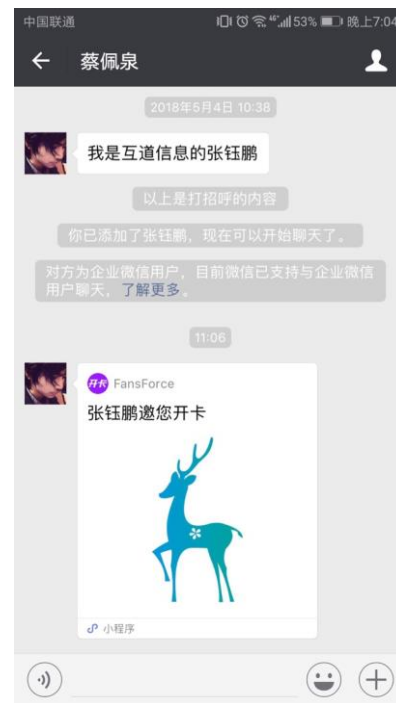 中国联通 46 53% 晚上7:04
蔡佩泉
2018年5月4日 10:38
我是互道信息的张钰鹏
以上是打招呼的内容
你已添加了张钰鹏，现在可以开始聊天了。
对方为企业微信用户，目前微信已支持与企业微信
用户聊天，了解更多。
11:06
开卡 FansForce
张钰鹏邀您开卡
小程序